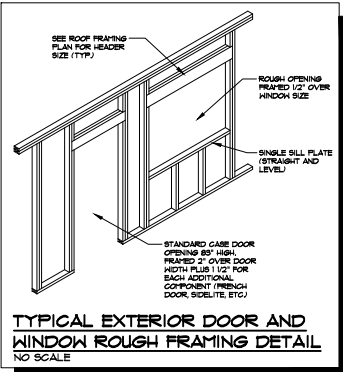 SEE ROOF FRAMING
PLAN FOR HEADER
SIZE (TYP.)
ROUGH OPENING
FRAMED 1/2" OVER
WINDOW SIZE
SINGLE SILL PLATE
(STRAIGHT AND
LEVEL)
STANDARD CASE DOOR
OPENING 83" HIGH,
FRAMED 2" OVER DOOR
WIDTH PLUS 1 1/2" FOR
EACH ADDITIONAL
COMPONENT (FRENCH
DOOR, SIDELITE, ETC.)
TYPICAL EXTERIOR DOOR AND
WINDOW ROUGH FRAMING DETAIL
NO SCALE